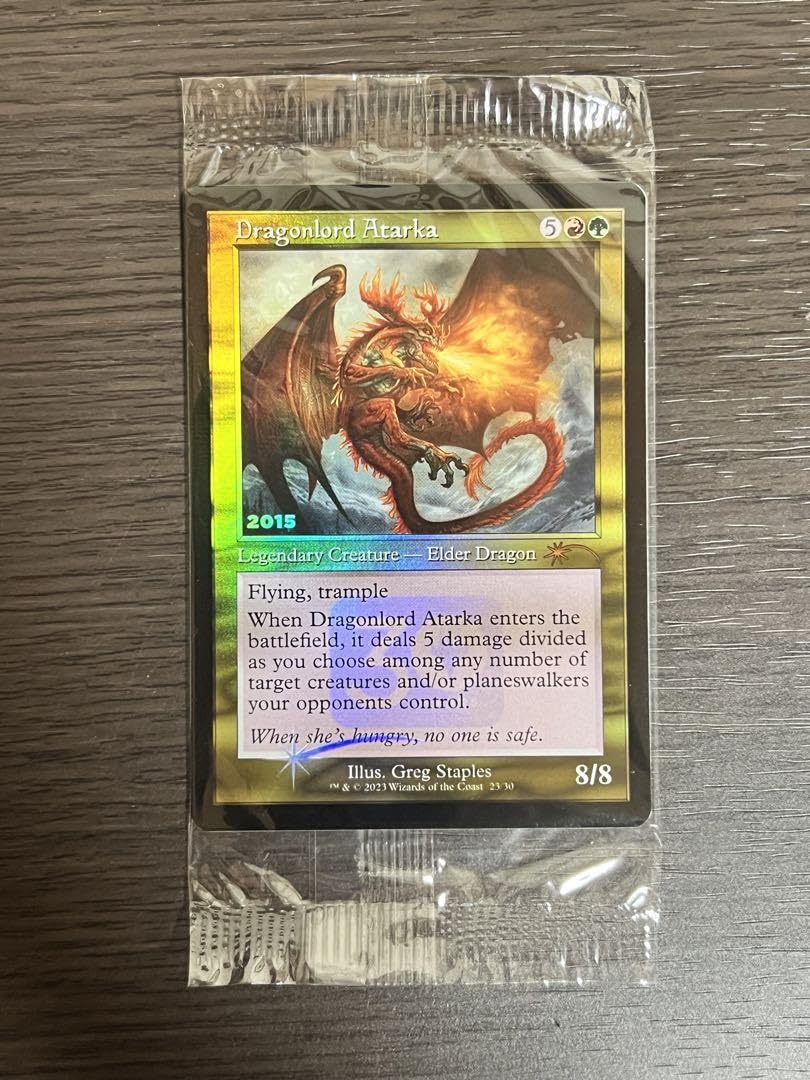 Dragonlord Atarka 5
2015
Legendary Creature — Elder Dragon
Flying, trample
When Dragonlord Atarka enters the
battlefield, it deals 5 damage divided
as you choose among any number of
target creatures and/or planeswalkers
your opponents control.
When she's hungry, no one is safe.
Illus. Greg Staples
™ & © 2023 Wizards of the Coast 23/30
8/8